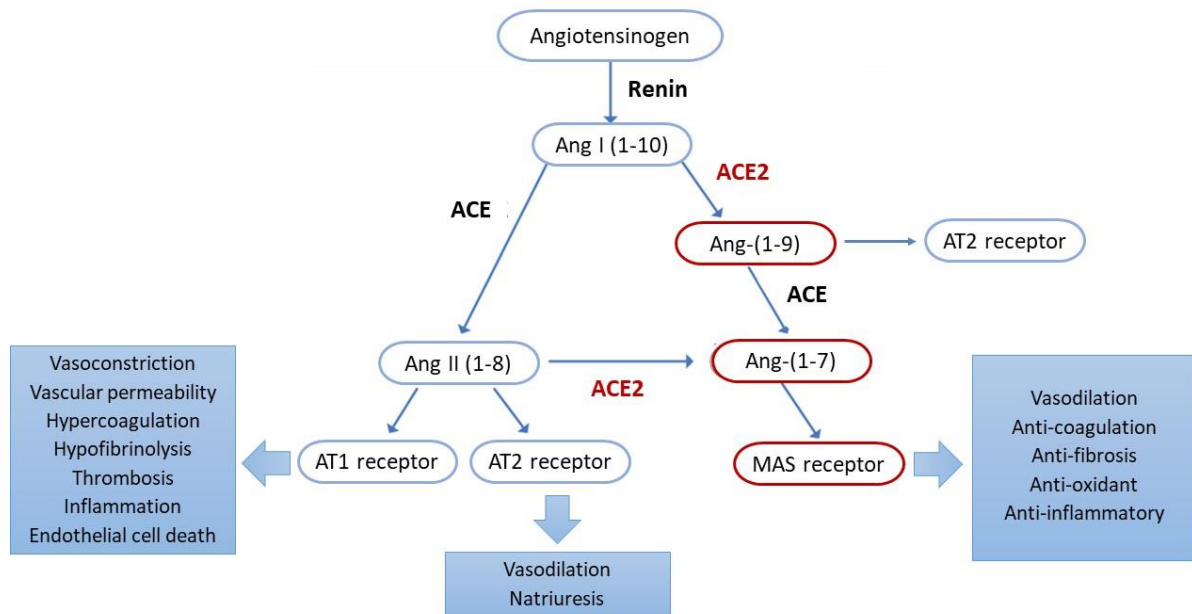 Angiotensinogen
Renin
Ang I (1-10)
ACE2
ACE
Ang-(1-9)
AT2 receptor
ACE
Ang II (1-8)
ACE2
Ang-(1-7)
AT1 receptor
AT2 receptor
MAS receptor
Vasoconstriction
Vascular permeability
Hypercoagulation
Hypofibrinolysis
Thrombosis
Inflammation
Endothelial cell death
Vasodilation
Natriuresis
Vasodilation
Anti-coagulation
Anti-fibrosis
Anti-oxidant
Anti-inflammatory